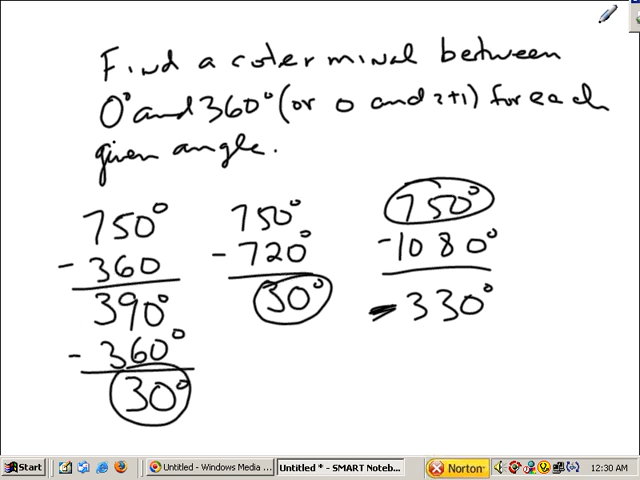 Find a coterminal between
0° and 360° (or 0 and 2π) for each
given angle.
750°
- 360
390°
- 360°
30°
750°
- 720°
30°
750°
-1080°
-330°
Start
Untitled - Windows Media ...
Untitled * - SMART Noteb...
Norton
12:30 AM